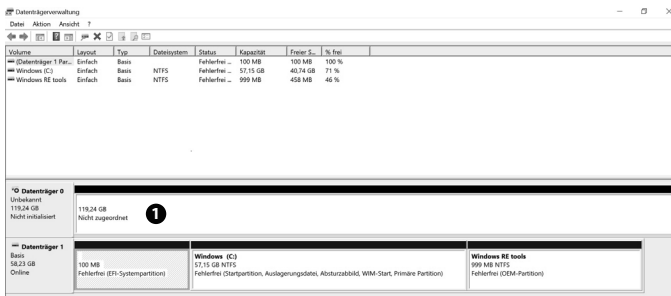 Datenträgerverwaltung
Datei Aktion Ansicht ?
Volume Layout Typ Dateisystem Status Kapazität Freier S... % frei
(Datenträger 1 Par... Einfach Basis Fehlerfrei ... 100 MB 100 MB 100 %
Windows (C:) Einfach Basis NTFS Fehlerfrei ... 57,15 GB 40,74 GB 71 %
Windows RE tools Einfach Basis NTFS Fehlerfrei ... 999 MB 458 MB 46 %
Datenträger 0
Unbekannt
119,24 GB
Nicht initialisiert
119,24 GB
Nicht zugeordnet
1
Datenträger 1
Basis
58,23 GB
Online
100 MB
Fehlerfrei (EFI-Systempartition)
Windows (C:)
57,15 GB NTFS
Fehlerfrei (Startpartition, Auslagerungsdatei, Absturzabbild, WIM-Start, Primäre Partition)
Windows RE tools
999 MB NTFS
Fehlerfrei (OEM-Partition)